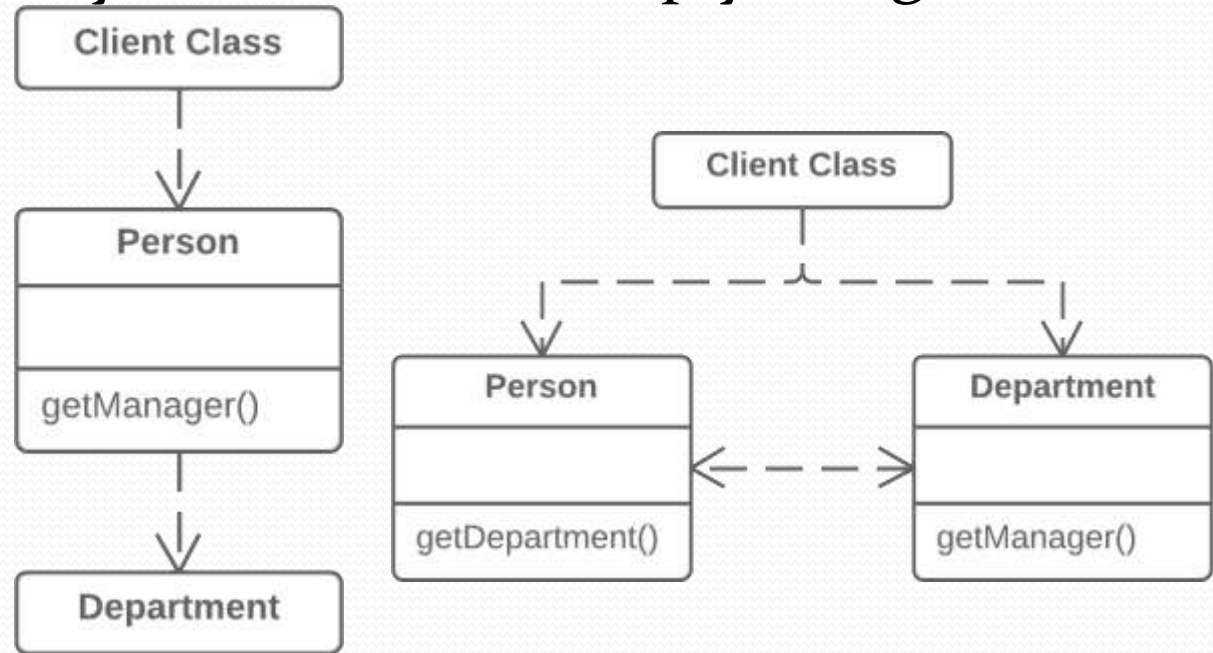 Client Class
Person
getManager()
Department
Client Class
Person
getDepartment()
Department
getManager()